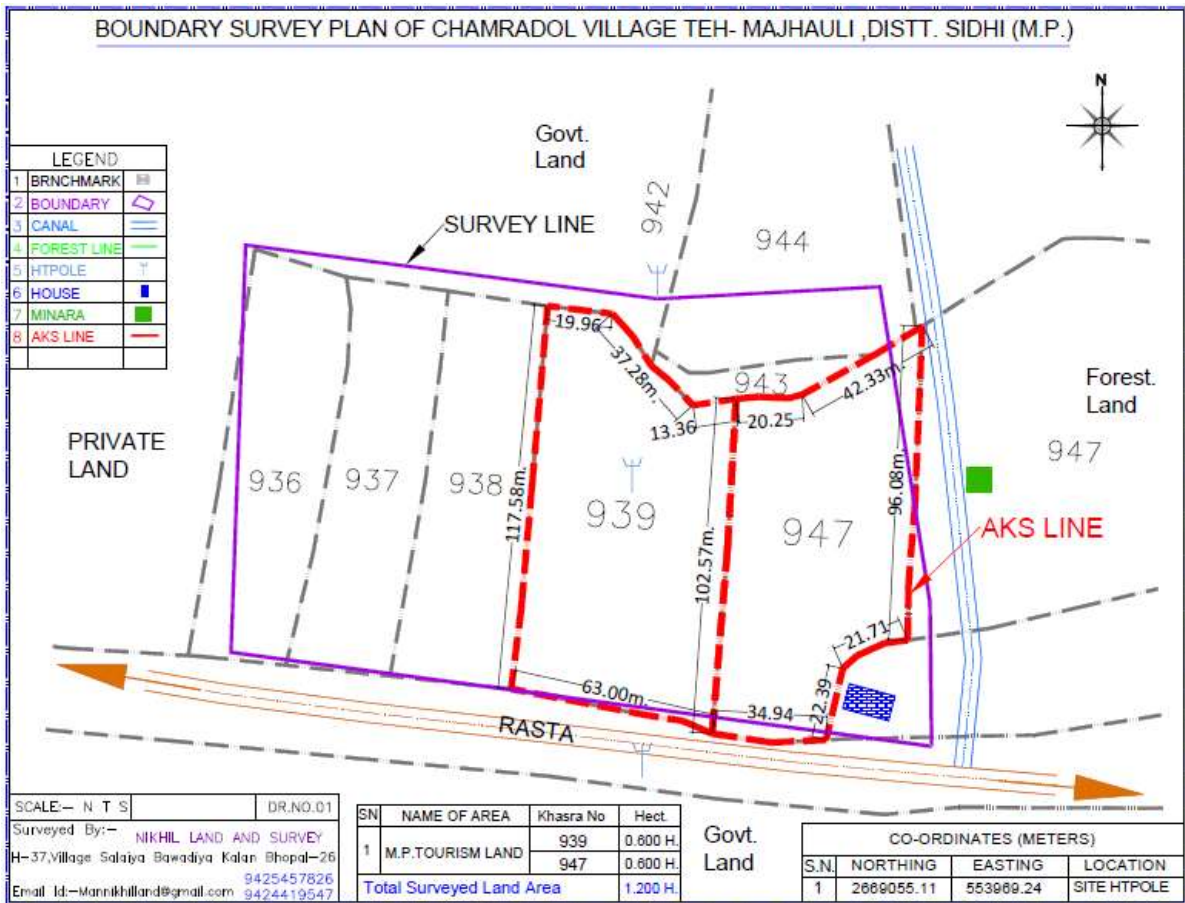 BOUNDARY SURVEY PLAN OF CHAMRADOL VILLAGE TEH- MAJHAULI ,DISTT. SIDHI (M.P.)
N
Govt.
Land
LEGEND
1 BRNCHMARK
2 BOUNDARY
3 CANAL
4 FOREST LINE
5 HTPOLE
6 HOUSE
7 MINARA
8 AKS LINE
942
SURVEY LINE
944
19.96
37.28m.
943
42.33m.
13.36
20.25
Forest.
Land
PRIVATE
LAND
947
936
937
938
117.58m.
939
102.57m.
947
96.08m.
AKS LINE
21.71
22.39
63.00m.
34.94
RASTA
SCALE:- N T S
DR.NO.01
Surveyed By:-
NIKHIL LAND AND SURVEY
H-37,Village Salaiya Bawadiya Kalan Bhopal-26
9425457826
Email Id:-Mannikhilland@gmail.com
9424419547
SN NAME OF AREA Khasra No Hect.
1 M.P.TOURISM LAND
939 0.600 H.
947 0.600 H.
Total Surveyed Land Area 1.200 H.
Govt.
Land
CO-ORDINATES (METERS)
S.N. NORTHING EASTING LOCATION
1 2669055.11 553969.24 SITE HTPOLE